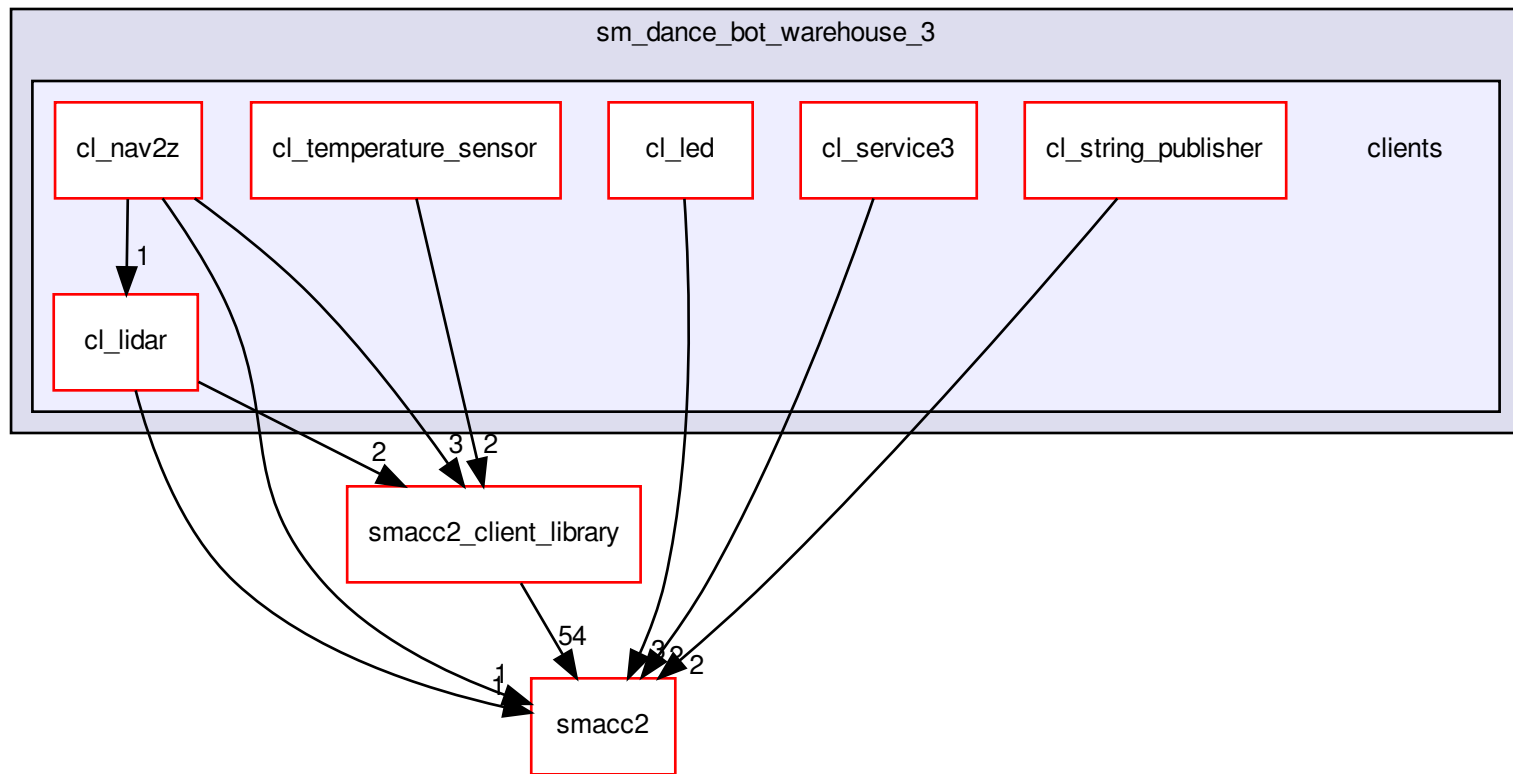 sm_dance_bot_warehouse_3
cl_nav2z
cl_temperature_sensor
cl_led
cl_service3
cl_string_publisher
clients
1
cl_lidar
2
3
2
smacc2_client_library
54
3
2
2
1
1
smacc2